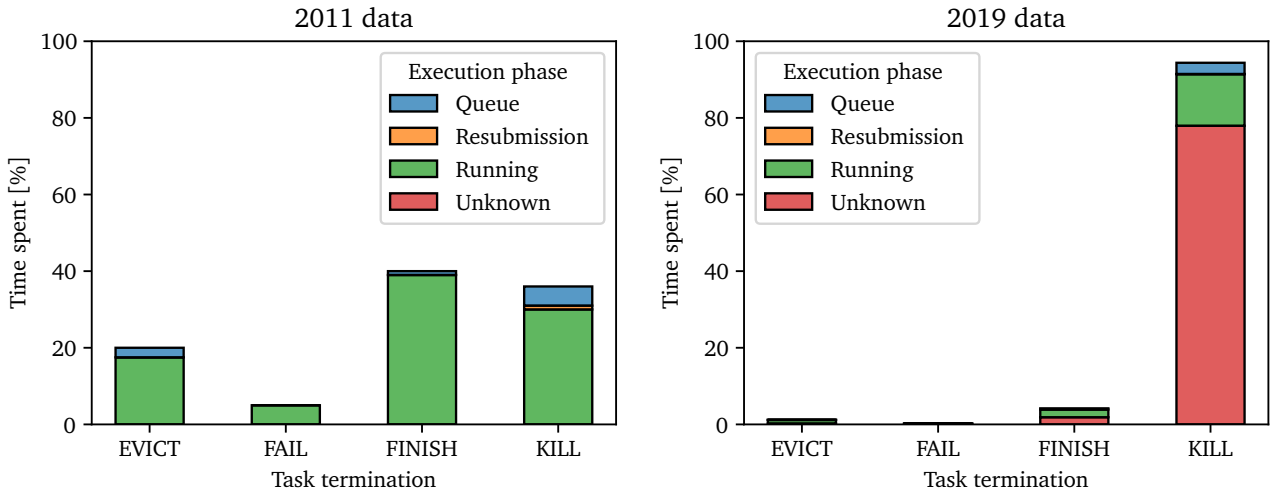 2011 data
Time spent [%]
100
80
60
40
20
0
Execution phase
Queue
Resubmission
Running
Unknown
EVICT FAIL FINISH KILL
Task termination
2019 data
Time spent [%]
100
80
60
40
20
0
Execution phase
Queue
Resubmission
Running
Unknown
EVICT FAIL FINISH KILL
Task termination